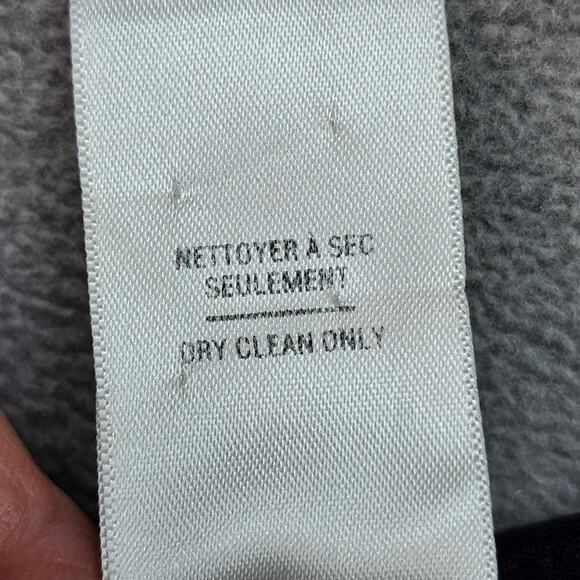 NETTOYER À SEC
SEULEMENT
DRY CLEAN ONLY